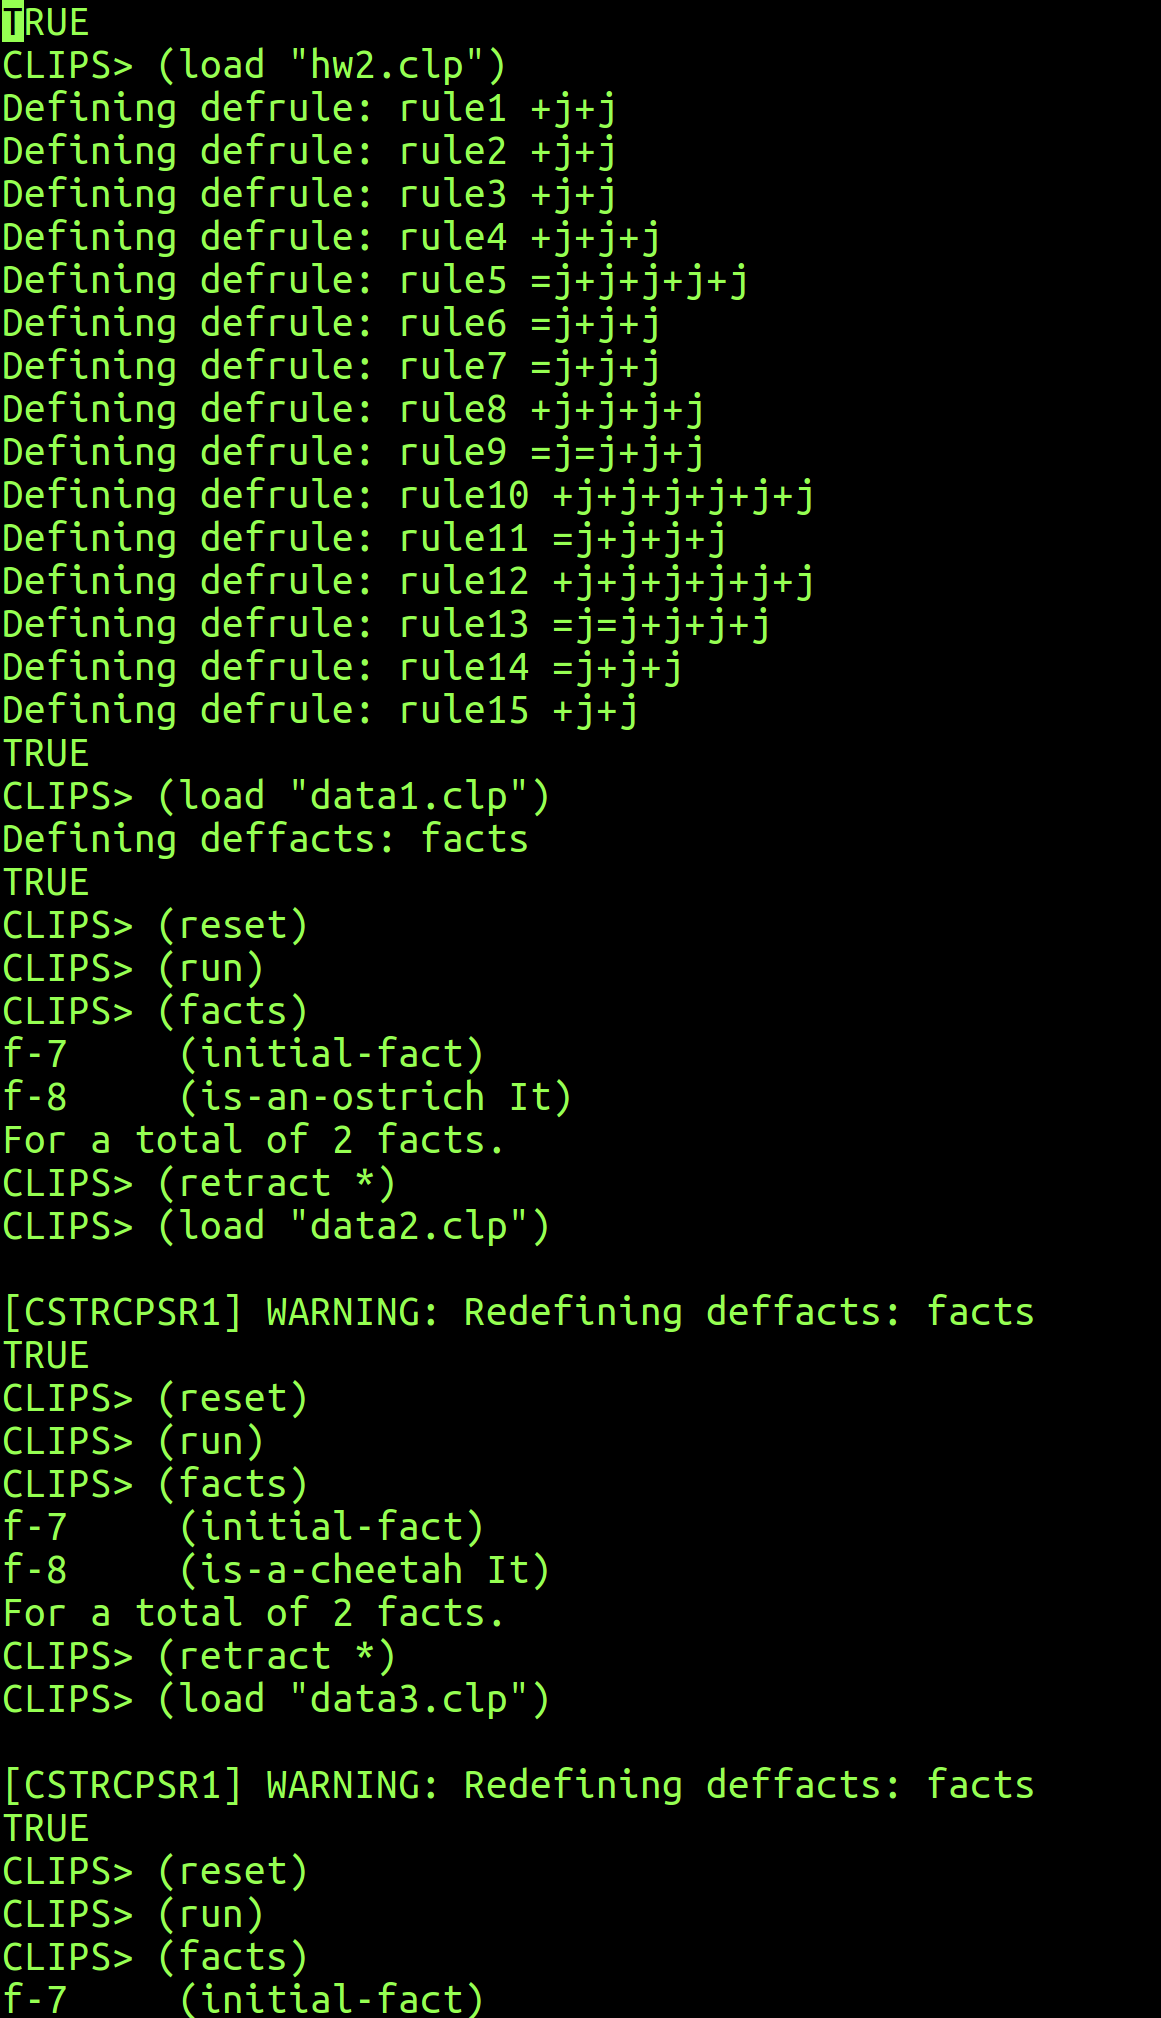 TRUE
CLIPS> (load "hw2.clp")
Defining defrule: rule1 +j+j
Defining defrule: rule2 +j+j
Defining defrule: rule3 +j+j
Defining defrule: rule4 +j+j+j
Defining defrule: rule5 =j+j+j+j+j
Defining defrule: rule6 =j+j+j
Defining defrule: rule7 =j+j+j
Defining defrule: rule8 +j+j+j+j
Defining defrule: rule9 =j=j+j+j
Defining defrule: rule10 +j+j+j+j+j+j
Defining defrule: rule11 =j+j+j+j
Defining defrule: rule12 +j+j+j+j+j+j
Defining defrule: rule13 =j=j+j+j+j
Defining defrule: rule14 =j+j+j
Defining defrule: rule15 +j+j
TRUE
CLIPS> (load "data1.clp")
Defining deffacts: facts
TRUE
CLIPS> (reset)
CLIPS> (run)
CLIPS> (facts)
f-7     (initial-fact)
f-8     (is-an-ostrich It)
For a total of 2 facts.
CLIPS> (retract *)
CLIPS> (load "data2.clp")
[CSTRCPSR1] WARNING: Redefining deffacts: facts
TRUE
CLIPS> (reset)
CLIPS> (run)
CLIPS> (facts)
f-7     (initial-fact)
f-8     (is-a-cheetah It)
For a total of 2 facts.
CLIPS> (retract *)
CLIPS> (load "data3.clp")
[CSTRCPSR1] WARNING: Redefining deffacts: facts
TRUE
CLIPS> (reset)
CLIPS> (run)
CLIPS> (facts)
f-7     (initial-fact)